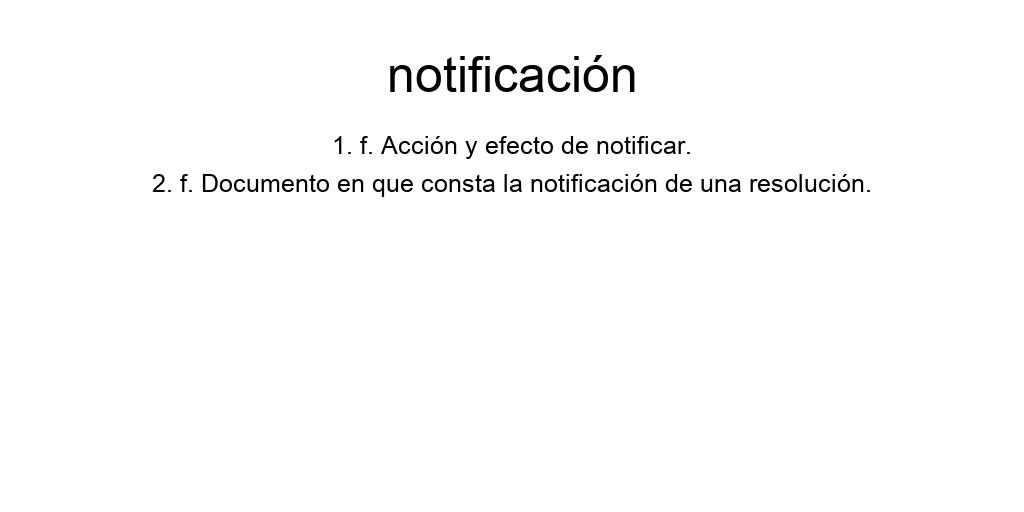 notificación
1. f. Acción y efecto de notificar.
2. f. Documento en que consta la notificación de una resolución.